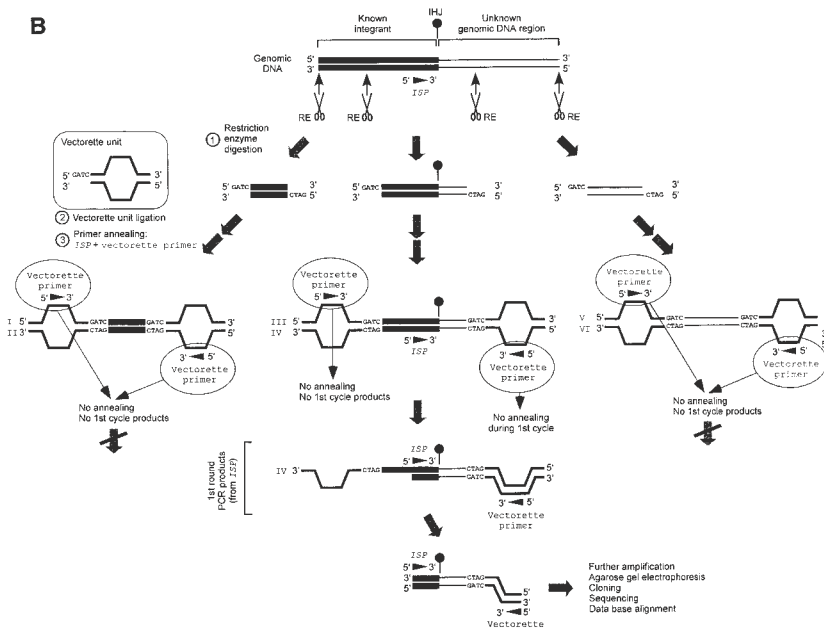 B
IHJ
Known
integrant
Unknown
genomic DNA region
Genomic
DNA
5'
3'
3'
5'
5' 3'
ISP
RE
RE
RE
RE
1 Restriction
enzyme
digestion
Vectorette unit
5' GATC
3'
3'
5'
2 Vectorette unit ligation
3 Primer annealing:
ISP + vectorette primer
5' GATC
3'
3'
CTAG 5'
5' GATC
3'
3'
CTAG 5'
5' GATC
3'
3'
CTAG 5'
Vectorette
primer
5' 3'
I 5'
II 3'
GATC
CTAG
GATC
CTAG
3'
5'
3' 5'
Vectorette
primer
No annealing
No 1st cycle products
Vectorette
primer
5' 3'
III 5'
IV 3'
GATC
CTAG
5' 3'
ISP
GATC
CTAG
3'
5'
3' 5'
Vectorette
primer
No annealing
No 1st cycle products
No annealing
during 1st cycle
Vectorette
primer
5' 3'
V 5'
VI 3'
GATC
CTAG
GATC
CTAG
3'
3' 5'
Vectorette
primer
No annealing
No 1st cycle products
1st round
PCR products
(from ISP)
IV 3'
CTAG
ISP
5' 3'
CTAG
GATC
5'
3'
3' 5'
Vectorette
primer
ISP
5' 3'
3'
5'
CTAG
GATC
5'
3'
3' 5'
Vectorette
Further amplification
Agarose gel electrophoresis
Cloning
Sequencing
Data base alignment